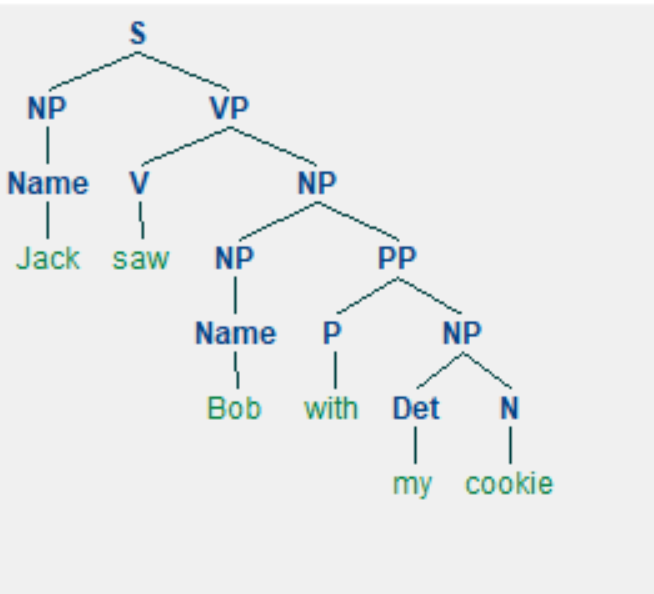 S
NP VP
Name V NP
Jack saw NP PP
Name P NP
Bob with Det N
my cookie